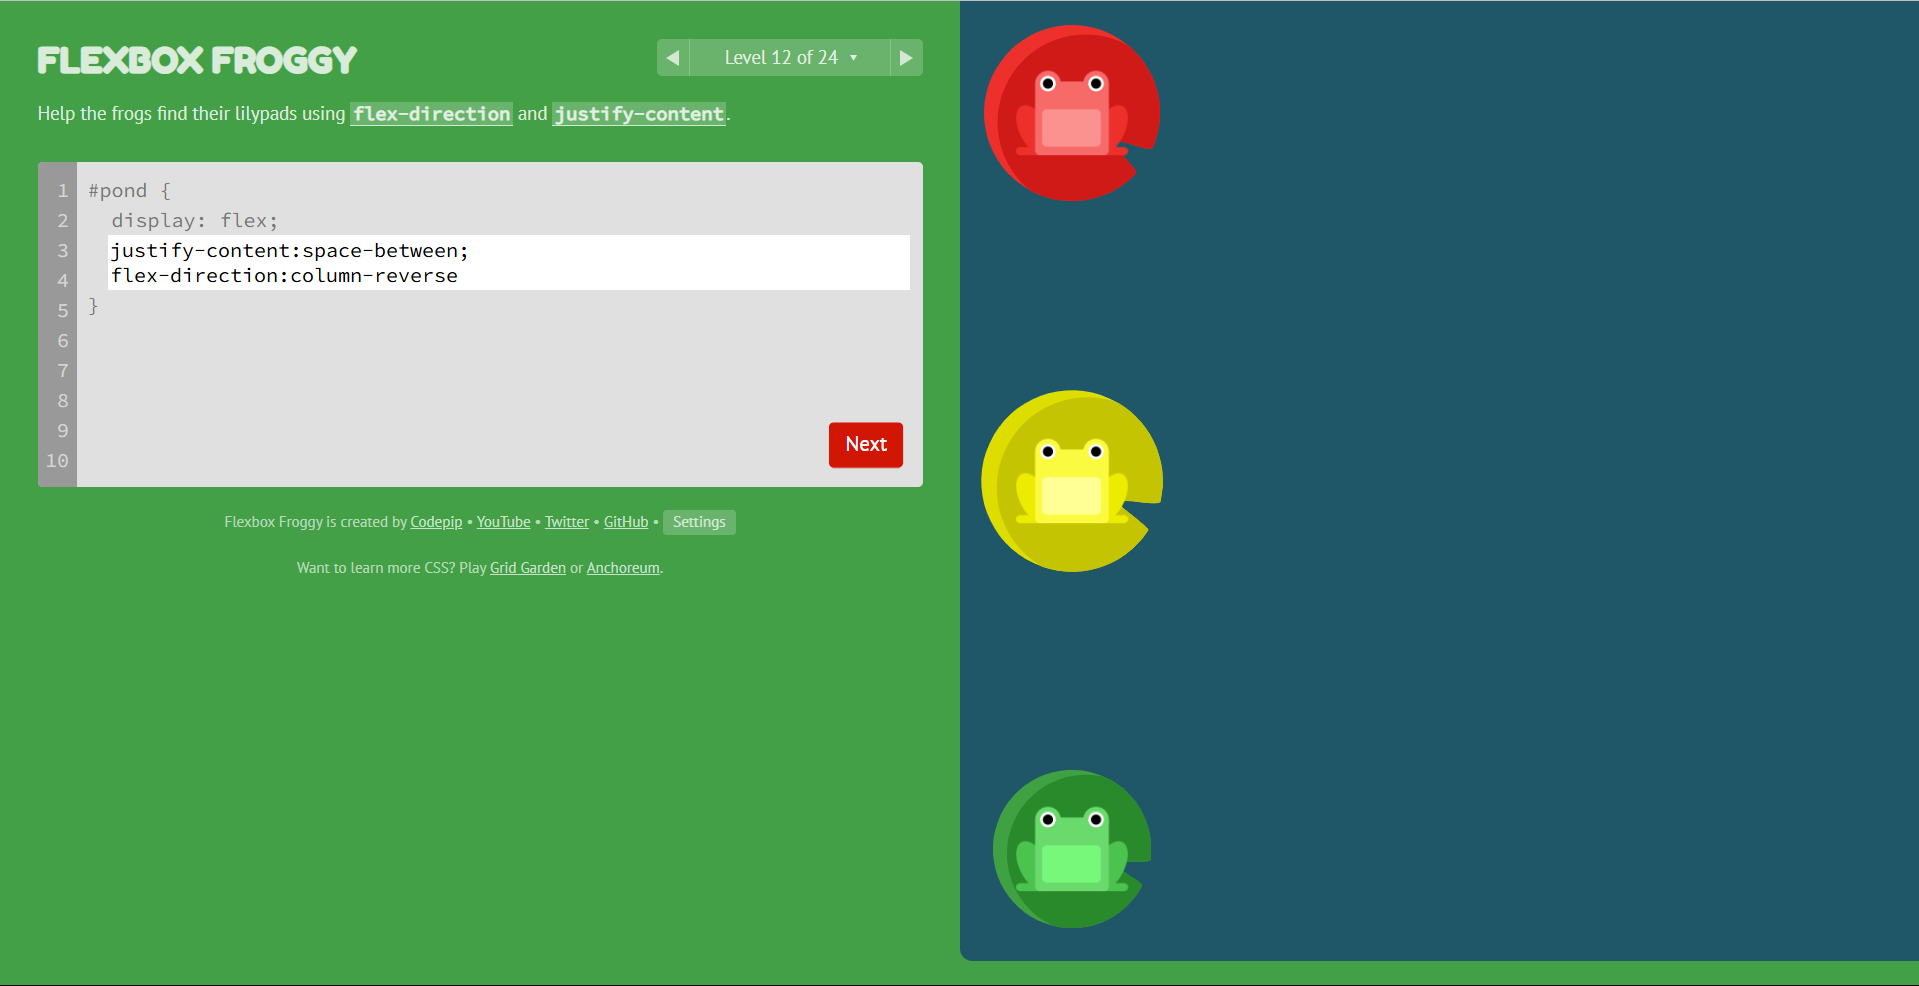 FLEXBOX FROGGY
Level 12 of 24 ▾
Help the frogs find their lilypads using flex-direction and justify-content.
1 #pond {
2 display: flex;
3 justify-content:space-between;
4 flex-direction:column-reverse
5 }
6
7
8
9
10
Next
Flexbox Froggy is created by Codepip • YouTube • Twitter • GitHub • Settings
Want to learn more CSS? Play Grid Garden or Anchoreum.